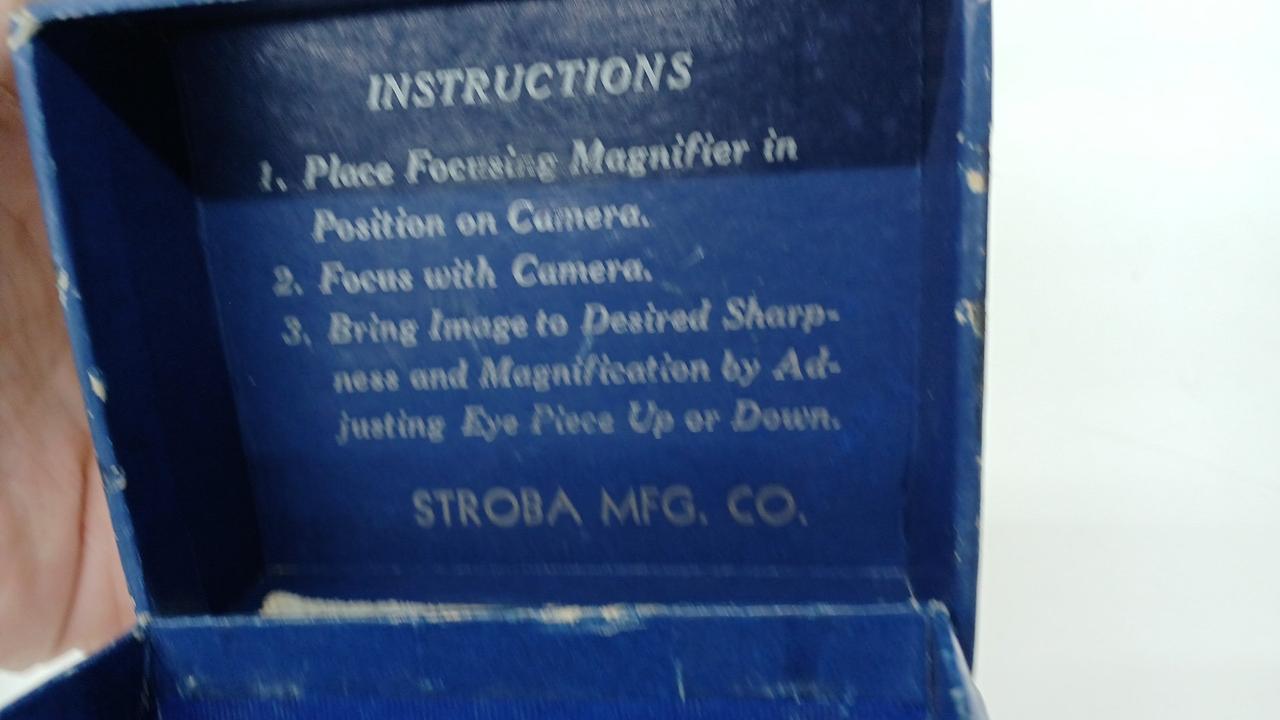 INSTRUCTIONS
1. Place Focusing Magnifier in
Position on Camera.
2. Focus with Camera.
3. Bring Image to Desired Sharp-
ness and Magnification by Ad-
justing Eye Piece Up or Down.
STROBA MFG. CO.